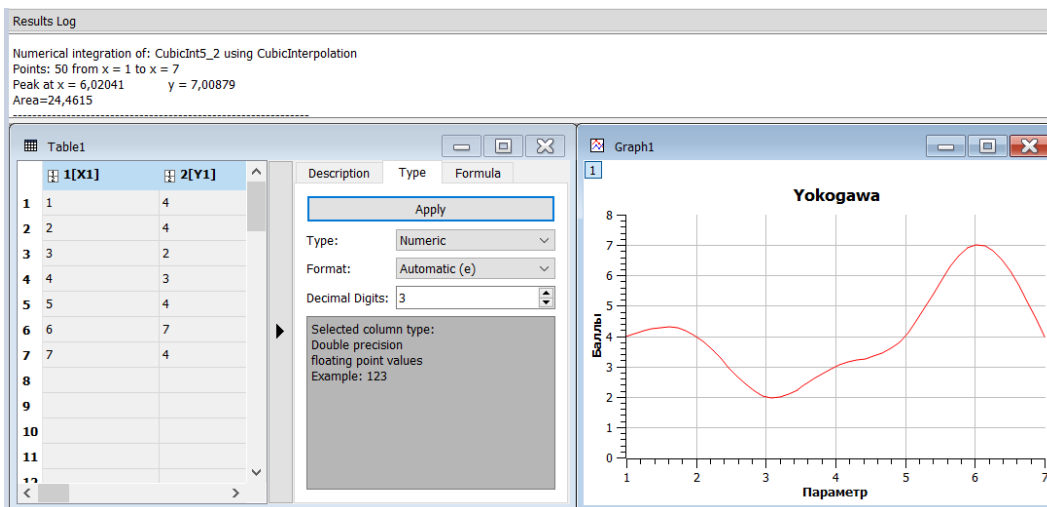 Results Log
Numerical integration of: CubicInt5_2 using CubicInterpolation
Points: 50 from x = 1 to x = 7
Peak at x = 6,02041 y = 7,00879
Area=24,4615
--------------------------------------------------------------
Table1
1[X1] 2[Y1]
1 1 4
2 2 4
3 3 2
4 4 3
5 5 4
6 6 7
7 7 4
8
9
10
11
Description Type Formula
Apply
Type: Numeric
Format: Automatic (e)
Decimal Digits: 3
Selected column type:
Double precision
floating point values
Example: 123
Graph1
1
Yokogawa
8
7
6
5
4
3
2
1
0
Баллы
1 2 3 4 5 6 7
Параметр